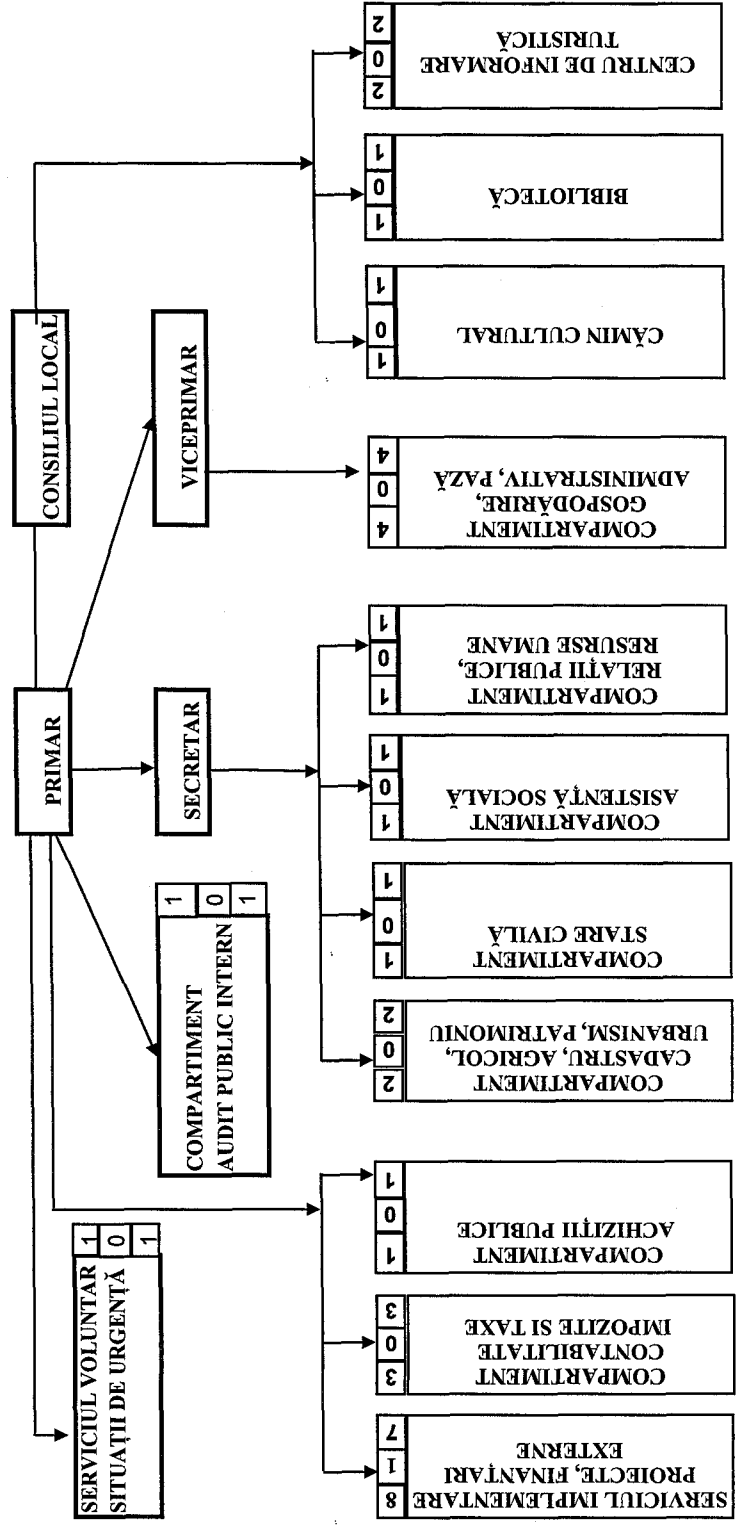 CONSILIUL LOCAL
PRIMAR
VICEPRIMAR
SECRETAR
COMPARTIMENT
AUDIT PUBLIC INTERN
1
0
1
SERVICIUL VOLUNTAR
SITUAȚII DE URGENȚĂ
1
0
1
8 1 7
SERVICIUL IMPLEMENTARE
PROIECTE, FINANȚARI
EXTERNE
3 0 3
COMPARTIMENT
CONTABILITATE
IMPOZITE SI TAXE
1 0 1
COMPARTIMENT
ACHIZIȚII PUBLICE
2 0 2
COMPARTIMENT
CADASTRU, AGRICOL,
URBANISM, PATRIMONIU
1 0 1
COMPARTIMENT
STARE CIVILĂ
1 0 1
COMPARTIMENT
ASISTENȚĂ SOCIALĂ
1 0 1
COMPARTIMENT
RELAȚII PUBLICE,
RESURSE UMANE
4 0 4
COMPARTIMENT
GOSPODĂRIRE,
ADMINISTRATIV, PAZĂ
1 0 1
CĂMIN CULTURAL
1 0 1
BIBLIOTECĂ
2 0 2
CENTRU DE INFORMARE
TURISTICĂ